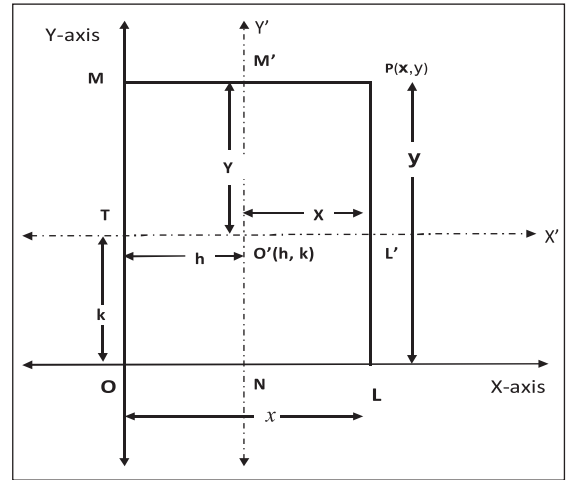 Y-axis Y'
M M' P(x,y)
Y y
T X X'
h O'(h, k) L'
k
O N L X-axis
x